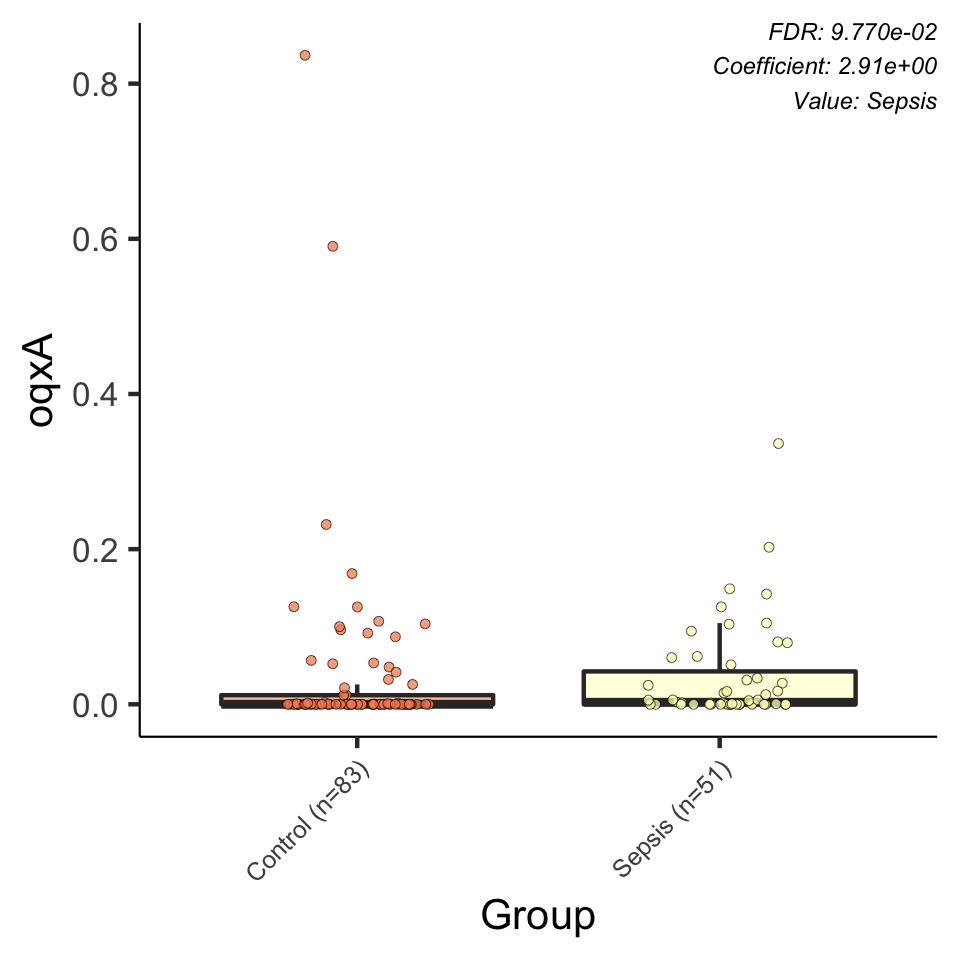 FDR: 9.770e-02
Coefficient: 2.91e+00
Value: Sepsis
oqxA
0.8
0.6
0.4
0.2
0.0
Control (n=83)
Sepsis (n=51)
Group